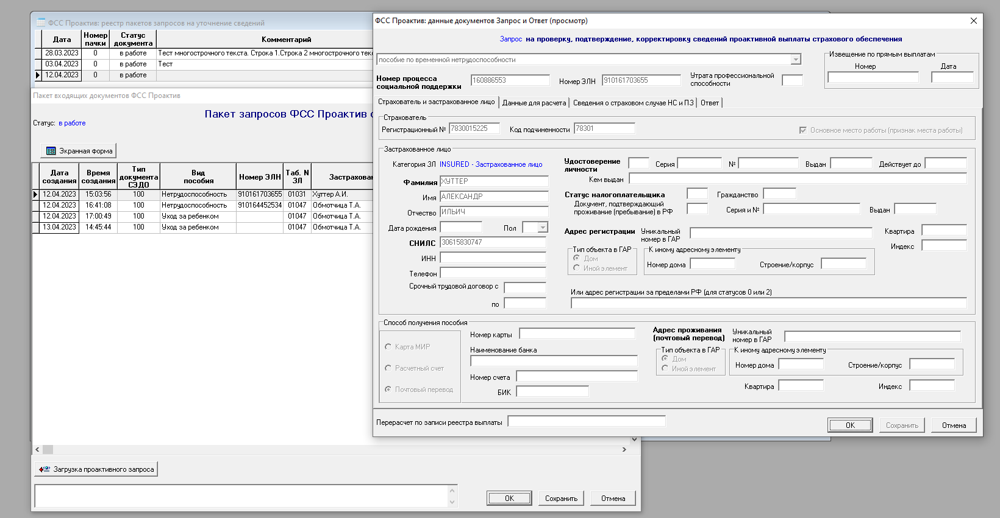 ФСС Проактив: реестр пакетов запросов на уточнение сведений
Дата Номер пачки Статус документа Комментарий
28.03.2023 0 в работе Тест многострочного текста. Строка 1.Строка 2 многострочного
03.04.2023 0 в работе Тест
12.04.2023 0 в работе
Пакет входящих документов ФСС Проактив
Пакет запросов ФСС Проактив
Статус: в работе
Экранная форма
Дата создания Время создания Тип документа СЭДО Вид пособия Номер ЭЛН Таб. N ЗЛ
12.04.2023 15:03:56 100 Нетрудоспособность 910161703655 01031 Хуттер А.И.
12.04.2023 16:41:08 100 Нетрудоспособность 910164452534 01047 Обмотчица Т.А.
12.04.2023 17:00:49 100 Уход за ребенком 01047 Обмотчица Т.А.
13.04.2023 14:45:44 100 Уход за ребенком 01047 Обмотчица Т.А.
Загрузка проактивного запроса
ОК Сохранить Отмена
ФСС Проактив: данные документов Запрос и Ответ (просмотр)
Запрос на проверку, подтверждение, корректировку сведений проактивной выплаты страхового обеспечения
пособие по временной нетрудоспособности
Извещение по прямым выплатам
Номер Дата
Номер процесса социальной поддержки 160886553 Номер ЭЛН 910161703655 Утрата профессиональной способности
Страхователь и застрахованное лицо Данные для расчета Сведения о страховом случае НС и ПЗ Ответ
Страхователь
Регистрационный № 7830015225 Код подчиненности 78301 Основное место работы (признак места работы)
Застрахованное лицо
Категория ЗЛ INSURED - Застрахованное лицо
Фамилия ХУТТЕР
Имя АЛЕКСАНДР
Отчество ИЛЬИЧ
Дата рождения Пол
СНИЛС 30615830747
ИНН
Телефон
Срочный трудовой договор с
по
Удостоверение личности Серия № Выдан Действует до
Кем выдан
Статус налогоплательщика Гражданство
Документ, подтверждающий проживание (пребывание) в РФ Серия и № Выдан
Адрес регистрации Уникальный номер в ГАР Квартира
Индекс
Тип объекта в ГАР
Дом
Иной элемент
К иному адресному элементу
Номер дома Строение/корпус
Или адрес регистрации за пределами РФ (для статусов 0 или 2)
Способ получения пособия
Карта МИР
Расчетный счет
Почтовый перевод
Номер карты
Наименование банка
Номер счета
БИК
Адрес проживания (почтовый перевод) Уникальный номер в ГАР
Тип объекта в ГАР
Дом
Иной элемент
К иному адресному элементу
Номер дома Строение/корпус
Квартира Индекс
Перерасчет по записи реестра выплаты
ОК Сохранить Отмена